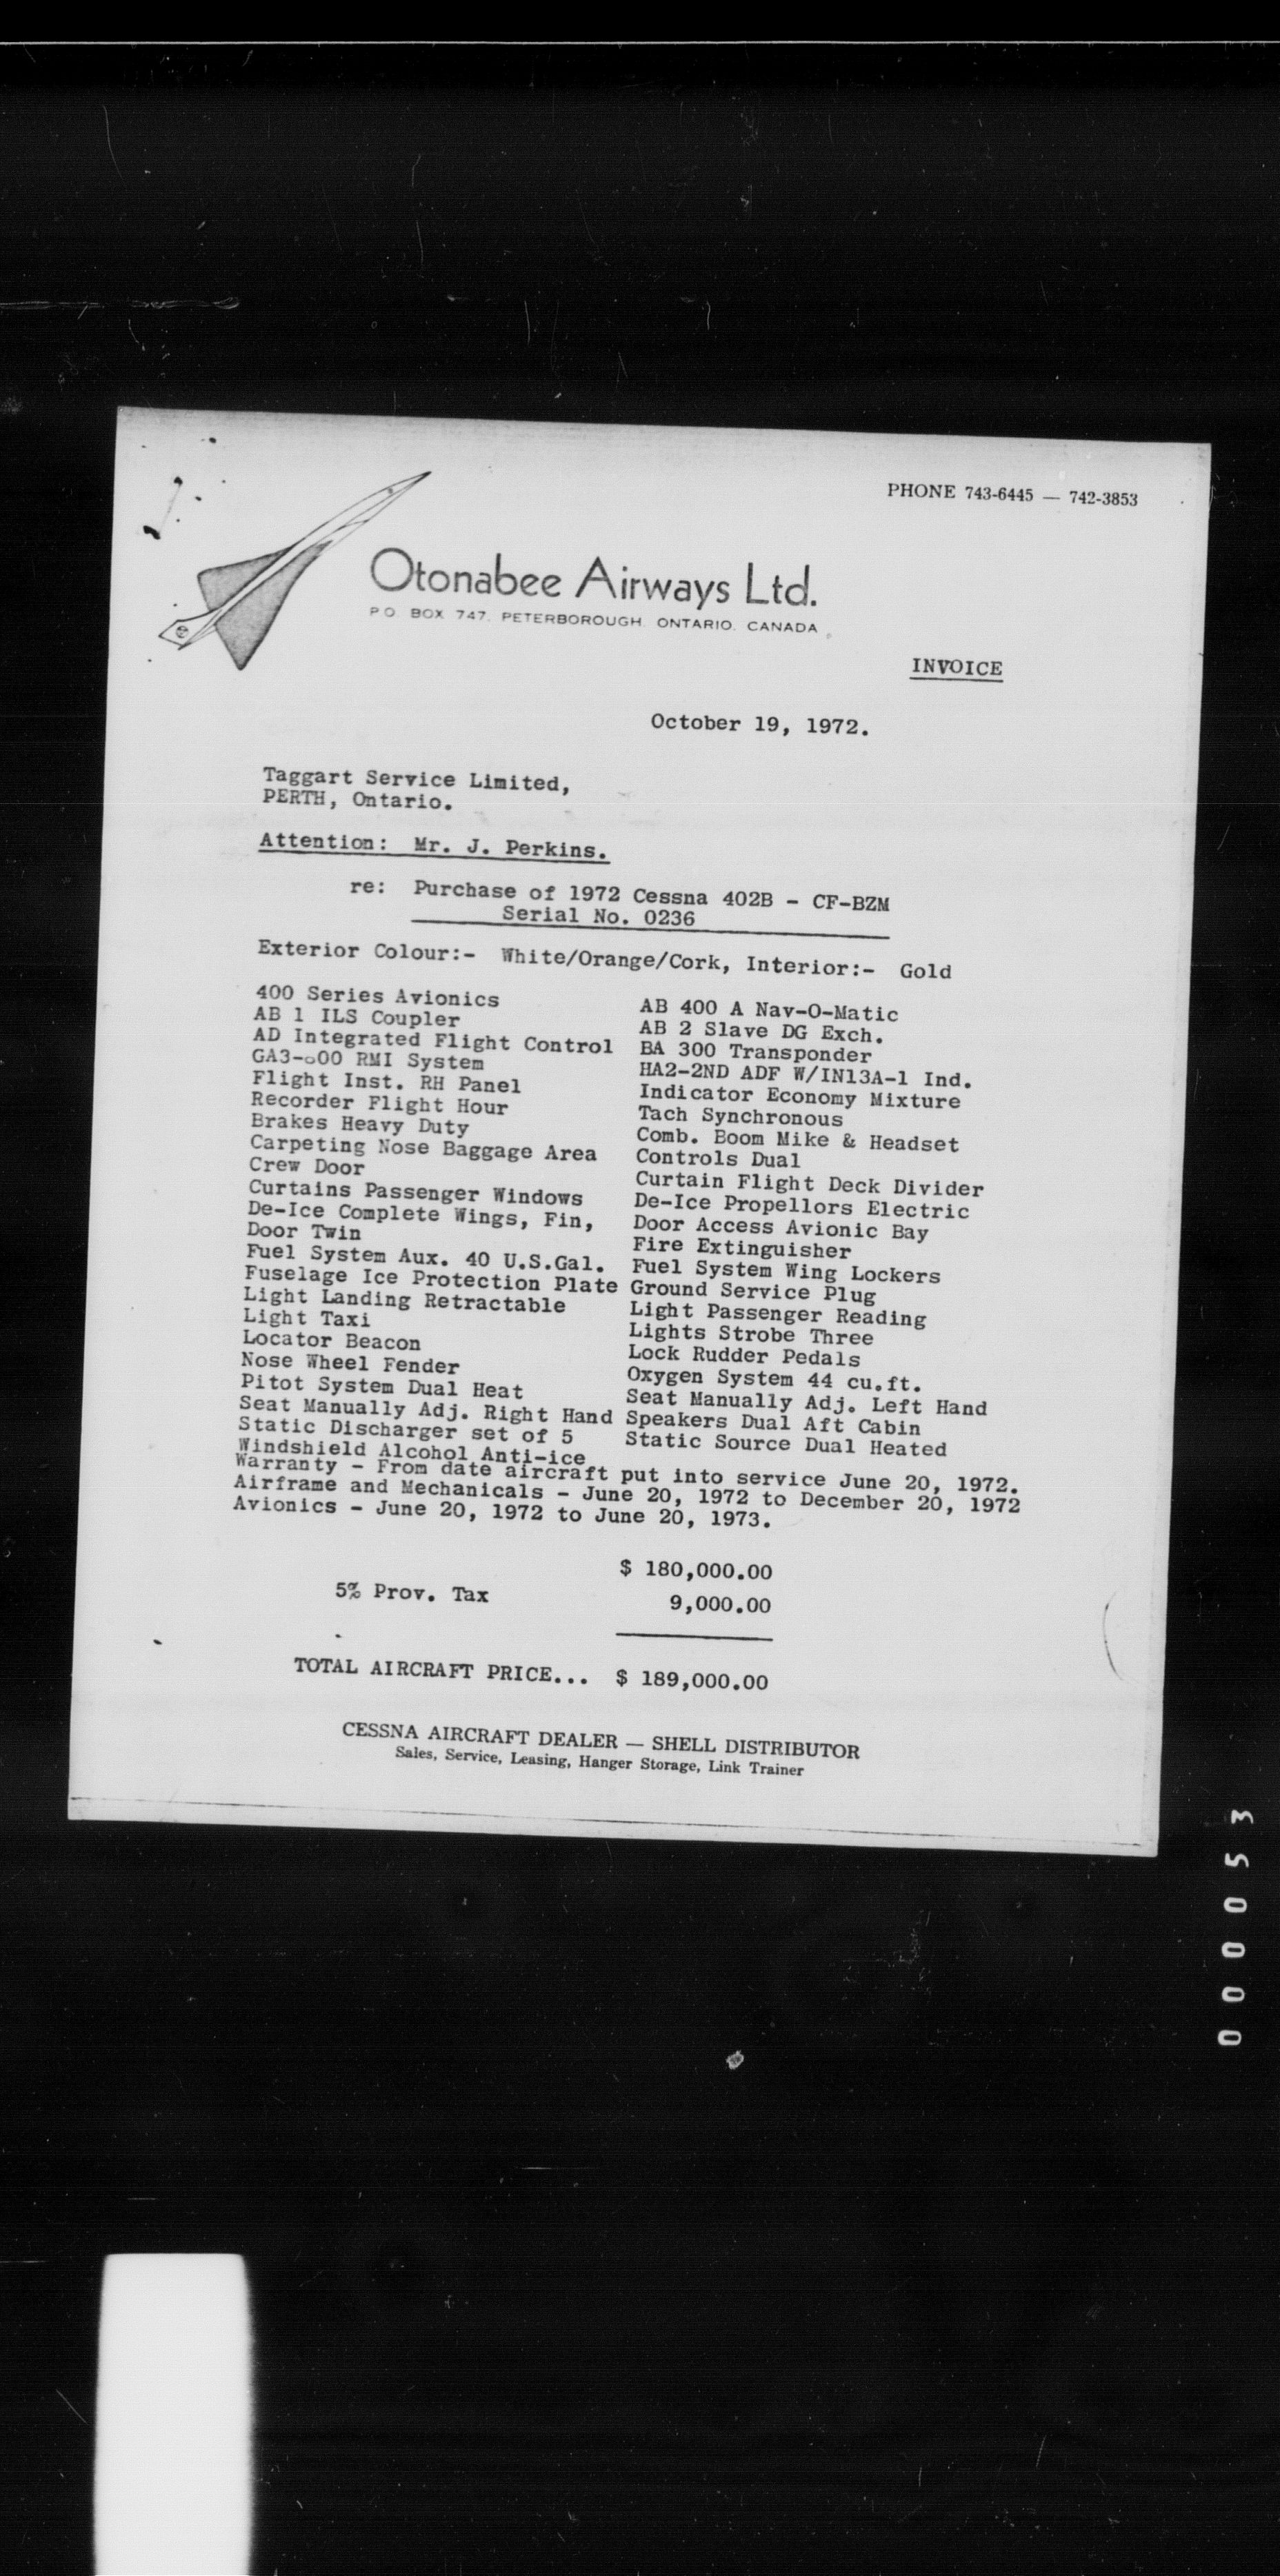 PHONE 743-6445 — 742-3853
Otonabee Airways Ltd.
P.O. BOX 747, PETERBOROUGH, ONTARIO, CANADA
INVOICE
October 19, 1972.
Taggart Service Limited,
PERTH, Ontario.
Attention: Mr. J. Perkins.
re: Purchase of 1972 Cessna 402B - CF-BZM
Serial No. 0236
Exterior Colour:- White/Orange/Cork, Interior:- Gold
400 Series Avionics
AB 1 ILS Coupler
AD Integrated Flight Control
RMI System
Flight Inst. RH Panel
Recorder Flight Hour
Brakes Heavy Duty
Carpeting Nose Baggage Area
Crew Door
Curtains Passenger Windows
De-Ice Complete Wings, Fin,
Door Twin
Fuel System Aux. 40 U.S.Gal.
Fuselage Ice Protection Plate
Light Landing Retractable
Light Taxi
Locator Beacon
Nose Wheel Fender
Pitot System Dual Heat
Seat Manually Adj. Right Hand
Static Discharger set of 5
Windshield Alcohol Anti-ice
AB 400 A Nav-O-Matic
AB 2 Slave DG Exch.
BA 300 Transponder
HA2-2ND ADF W/IN13A-1 Ind.
Indicator Economy Mixture
Tach Synchronous
Comb. Boom Mike & Headset
Controls Dual
Curtain Flight Deck Divider
De-Ice Propellors Electric
Door Access Avionic Bay
Fire Extinguisher
Fuel System Wing Lockers
Ground Service Plug
Light Passenger Reading
Lights Strobe Three
Lock Rudder Pedals
Oxygen System 44 cu.ft.
Seat Manually Adj. Left Hand
Speakers Dual Aft Cabin
Static Source Dual Heated
Warranty - From date aircraft put into service June 20, 1972.
Airframe and Mechanicals - June 20, 1972 to December 20, 1972
Avionics - June 20, 1972 to June 20, 1973.
$ 180,000.00
5% Prov. Tax 9,000.00
TOTAL AIRCRAFT PRICE... $ 189,000.00
CESSNA AIRCRAFT DEALER — SHELL DISTRIBUTOR
Sales, Service, Leasing, Hanger Storage, Link Trainer
000053